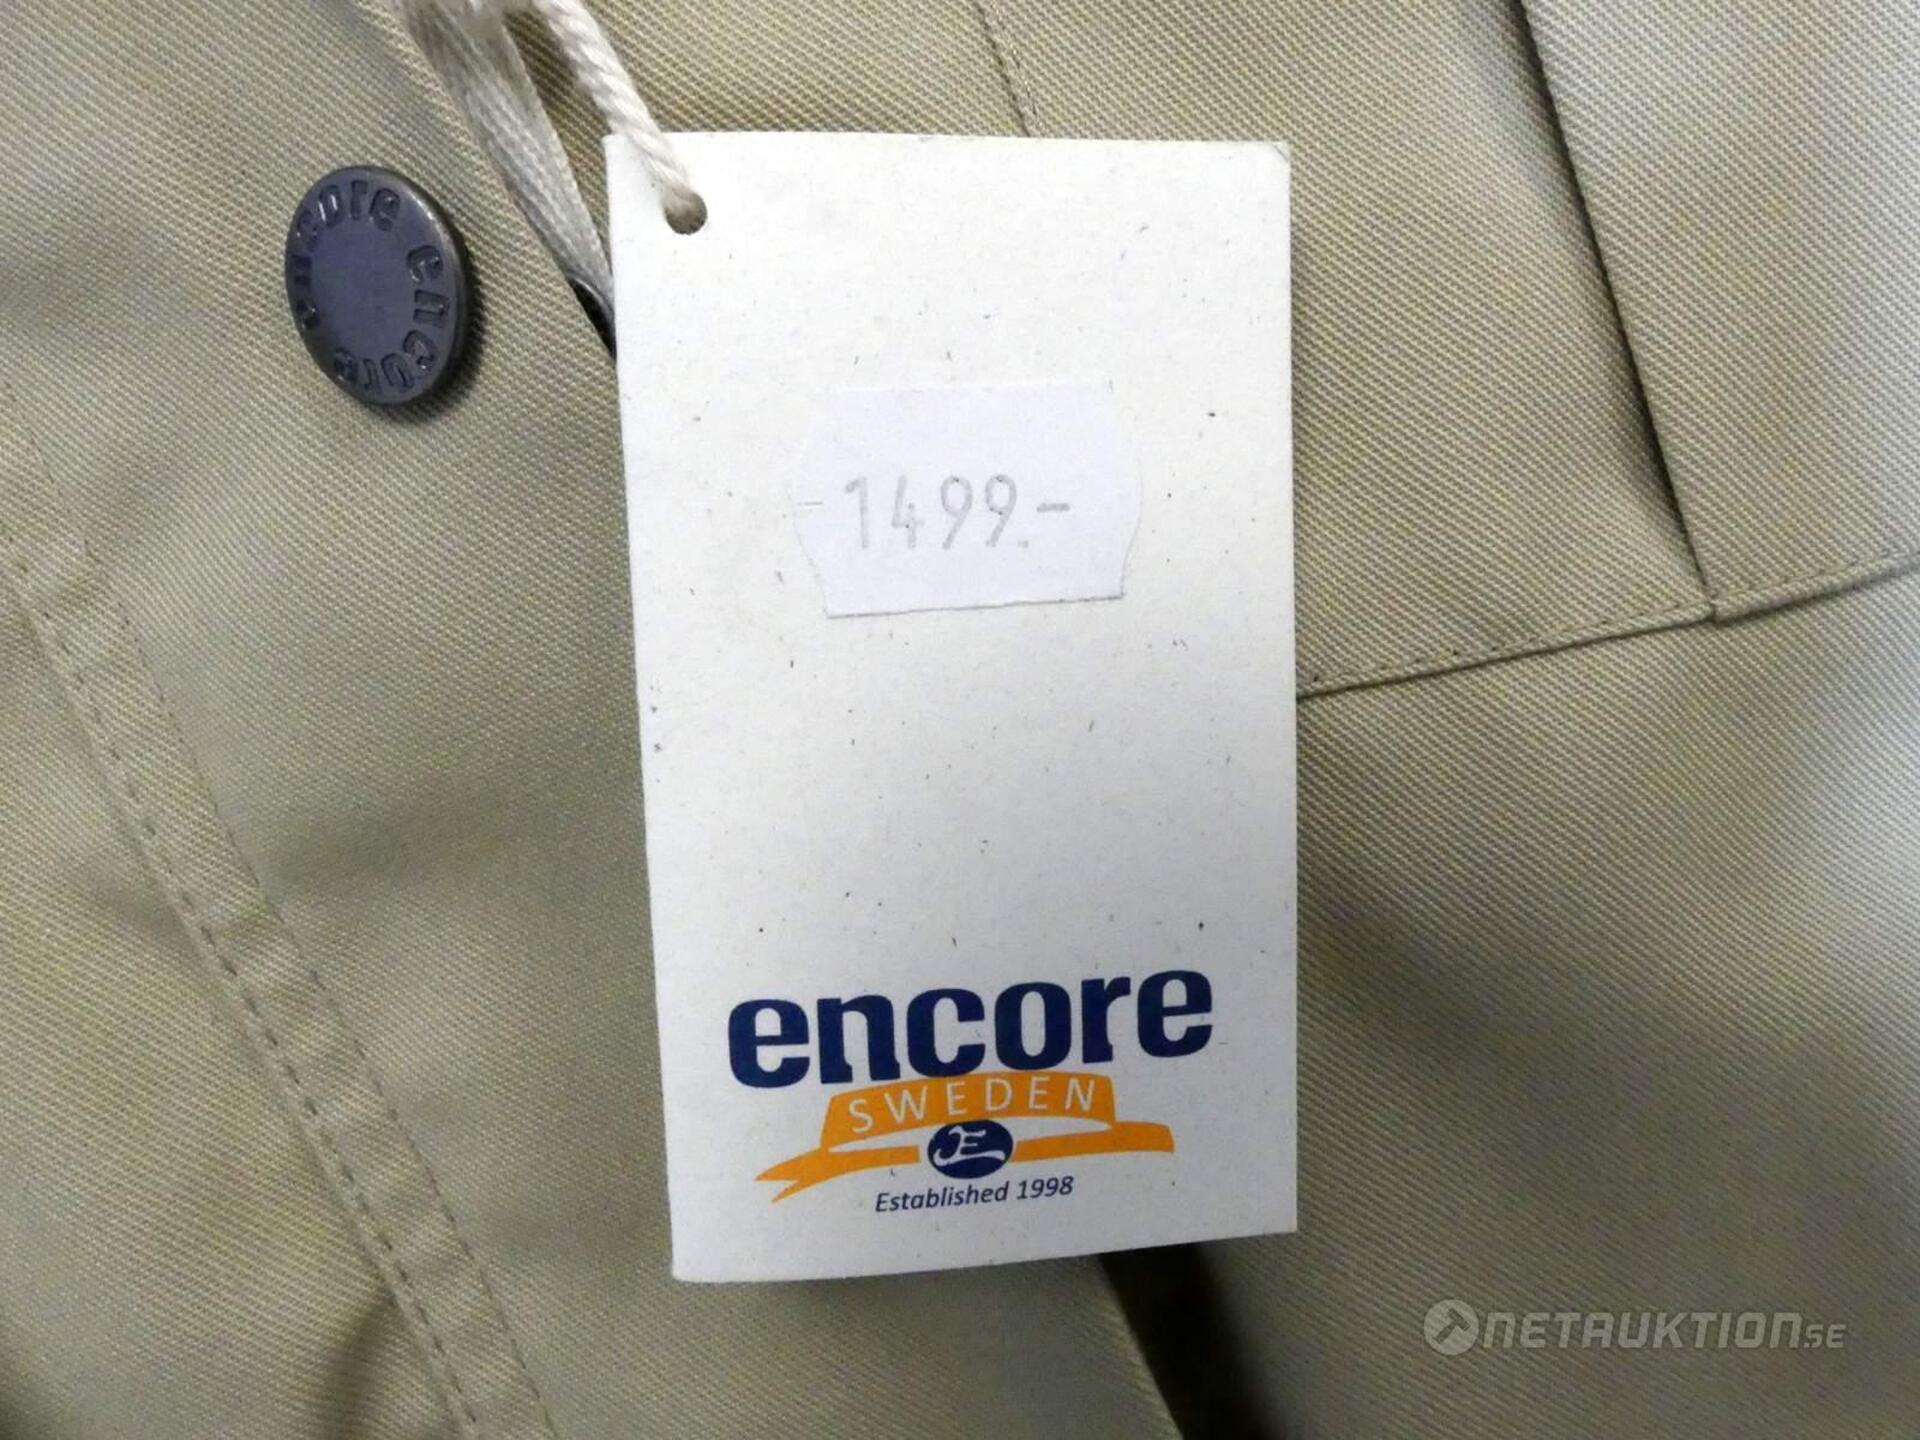 encore encore
1499.-
encore
SWEDEN
E
Established 1998
NETAUKTION.SE